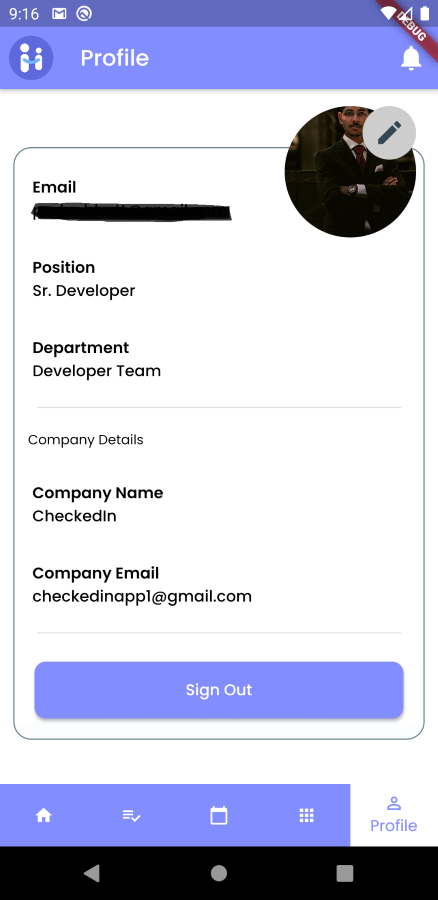 9:16
DEBUG
Profile
Email
Position
Sr. Developer
Department
Developer Team
Company Details
Company Name
CheckedIn
Company Email
checkedinapp1@gmail.com
Sign Out
Profile